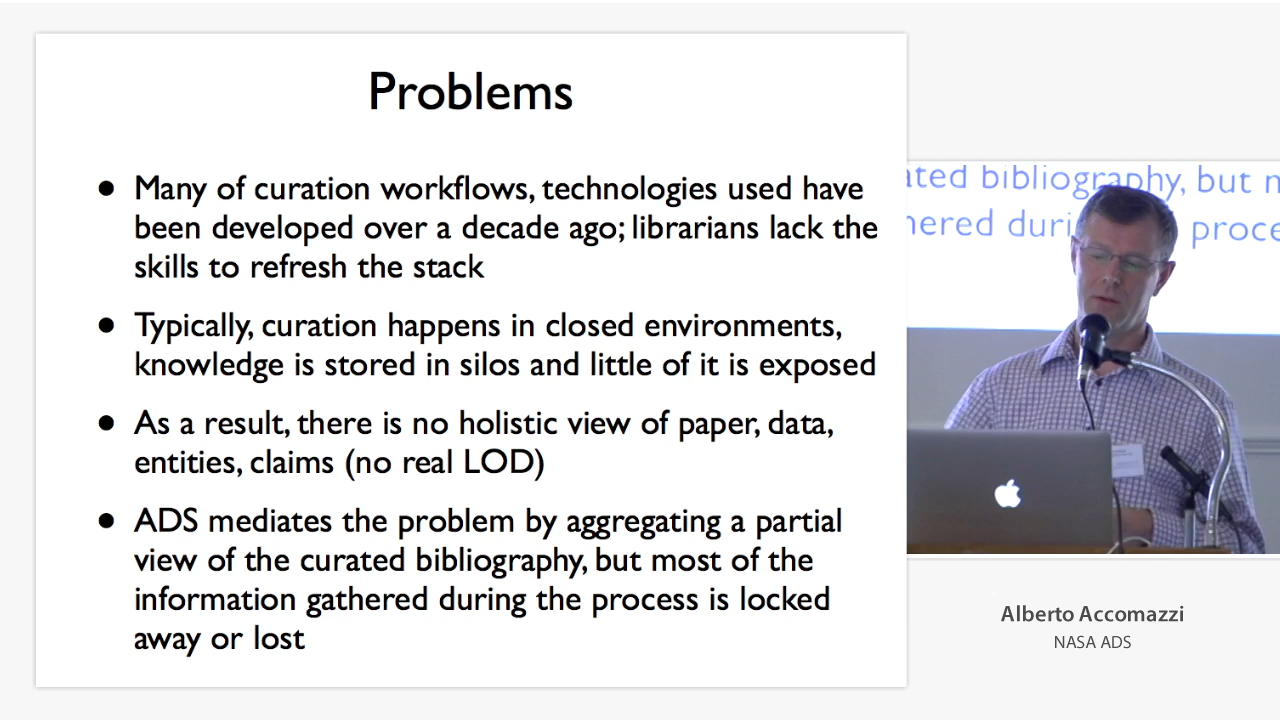 Problems
• Many of curation workflows, technologies used have
been developed over a decade ago; librarians lack the
skills to refresh the stack
• Typically, curation happens in closed environments,
knowledge is stored in silos and little of it is exposed
• As a result, there is no holistic view of paper, data,
entities, claims (no real LOD)
• ADS mediates the problem by aggregating a partial
view of the curated bibliography, but most of the
information gathered during the process is locked
away or lost
ated bibliography, but m
hered duri proce
Alberto Accomazzi
NASA ADS